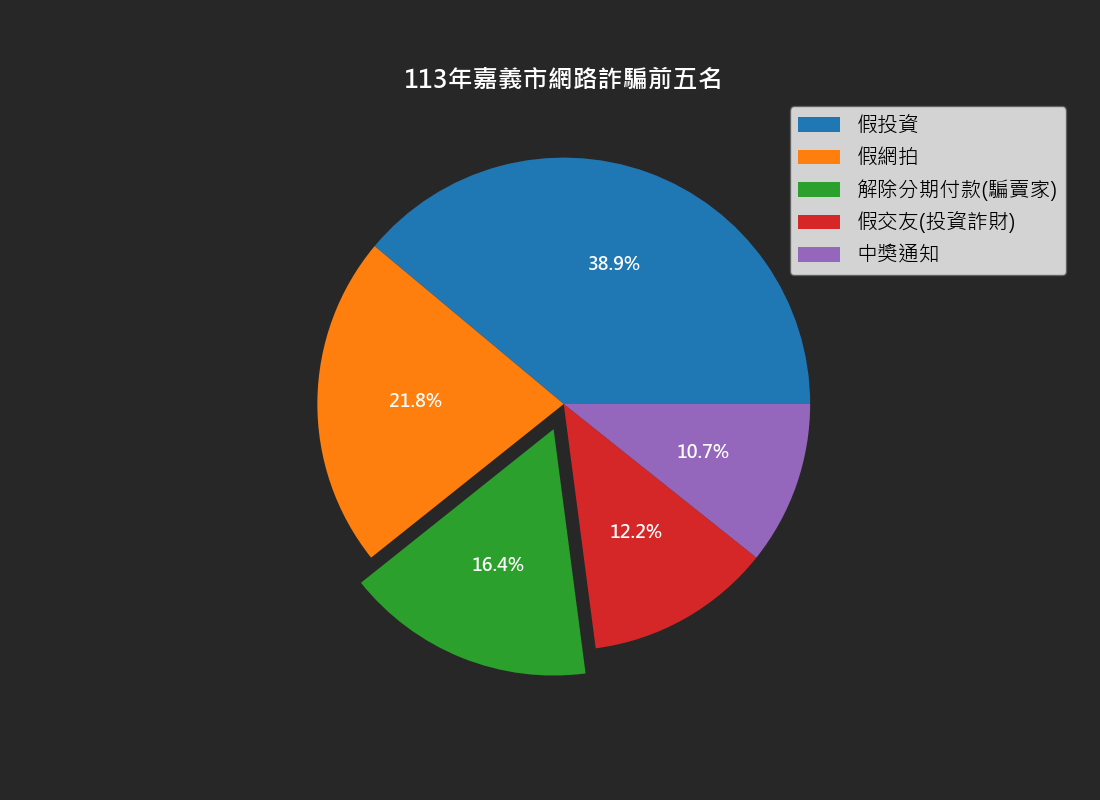 113年嘉義市網路詐騙前五名
假投資
假網拍
解除分期付款(騙賣家)
假交友(投資詐財)
中獎通知
38.9%
21.8%
10.7%
12.2%
16.4%